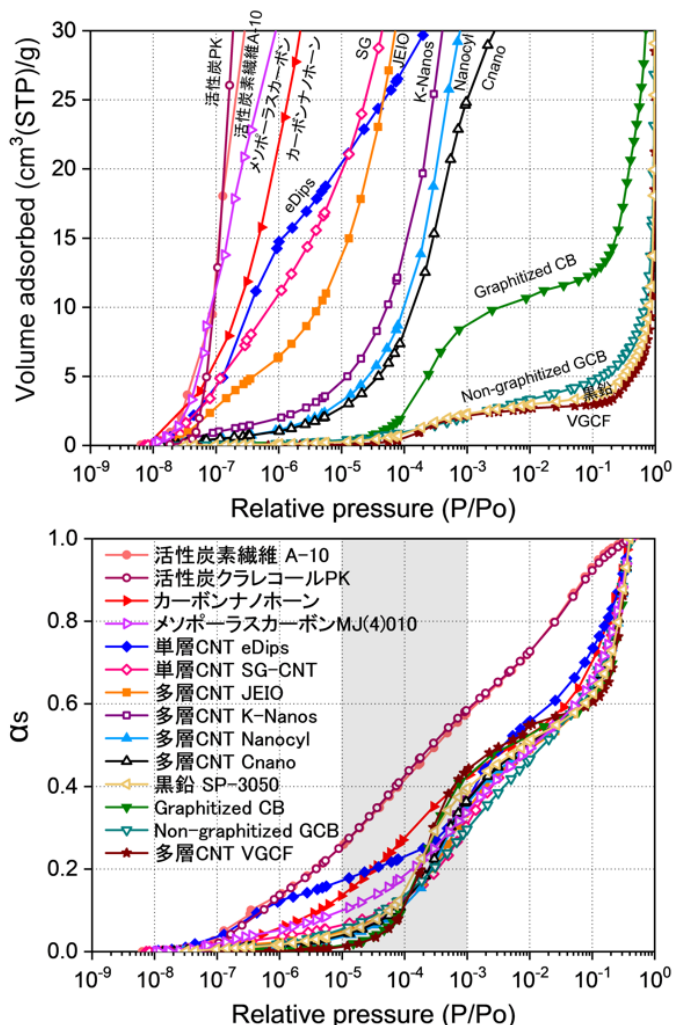 30
25
20
15
10
5
0
Volume adsorbed (cm³(STP)/g)
活性炭PK
活性炭素繊維A-10
メソポーラスカーボン
カーボンナノホーン
eDips
SG
JEIO
K-Nanos
Nanocyl
Cnano
Graphitized CB
Non-graphitized GCB
黒鉛
VGCF
10⁻⁹ 10⁻⁸ 10⁻⁷ 10⁻⁶ 10⁻⁵ 10⁻⁴ 10⁻³ 10⁻² 10⁻¹ 10⁰
Relative pressure (P/Po)
1.0
0.8
0.6
0.4
0.2
0.0
αs
活性炭素繊維 A-10
活性炭クラレコールPK
カーボンナノホーン
メソポーラスカーボンMJ(4)010
単層CNT eDips
単層CNT SG-CNT
多層CNT JEIO
多層CNT K-Nanos
多層CNT Nanocyl
多層CNT Cnano
黒鉛 SP-3050
Graphitized CB
Non-graphitized GCB
多層CNT VGCF
10⁻⁹ 10⁻⁸ 10⁻⁷ 10⁻⁶ 10⁻⁵ 10⁻⁴ 10⁻³ 10⁻² 10⁻¹ 10⁰
Relative pressure (P/Po)